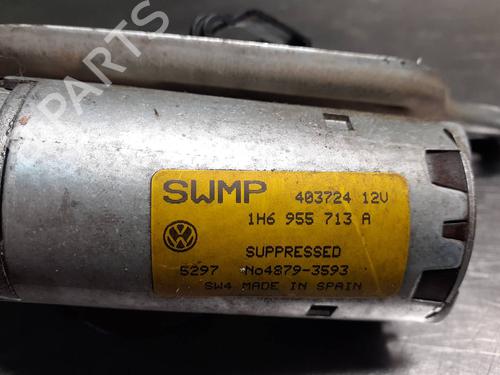 PARTS
SWMP 403724 12V
1H6 955 713 A
SUPPRESSED
5297 No4879-3593
SW4 MADE IN SPAIN